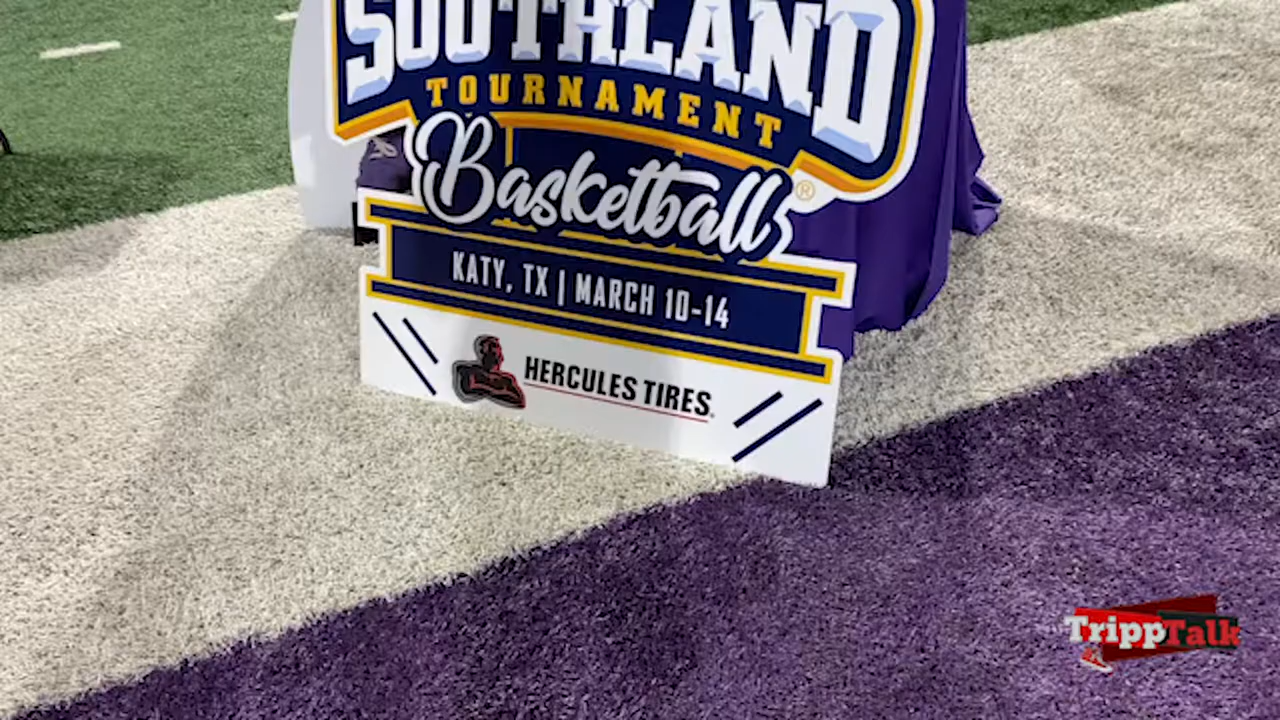 SOUTHLAND
TOURNAMENT
Basketball®
KATY, TX | MARCH 10-14
HERCULES TIRES®
TrippTalk